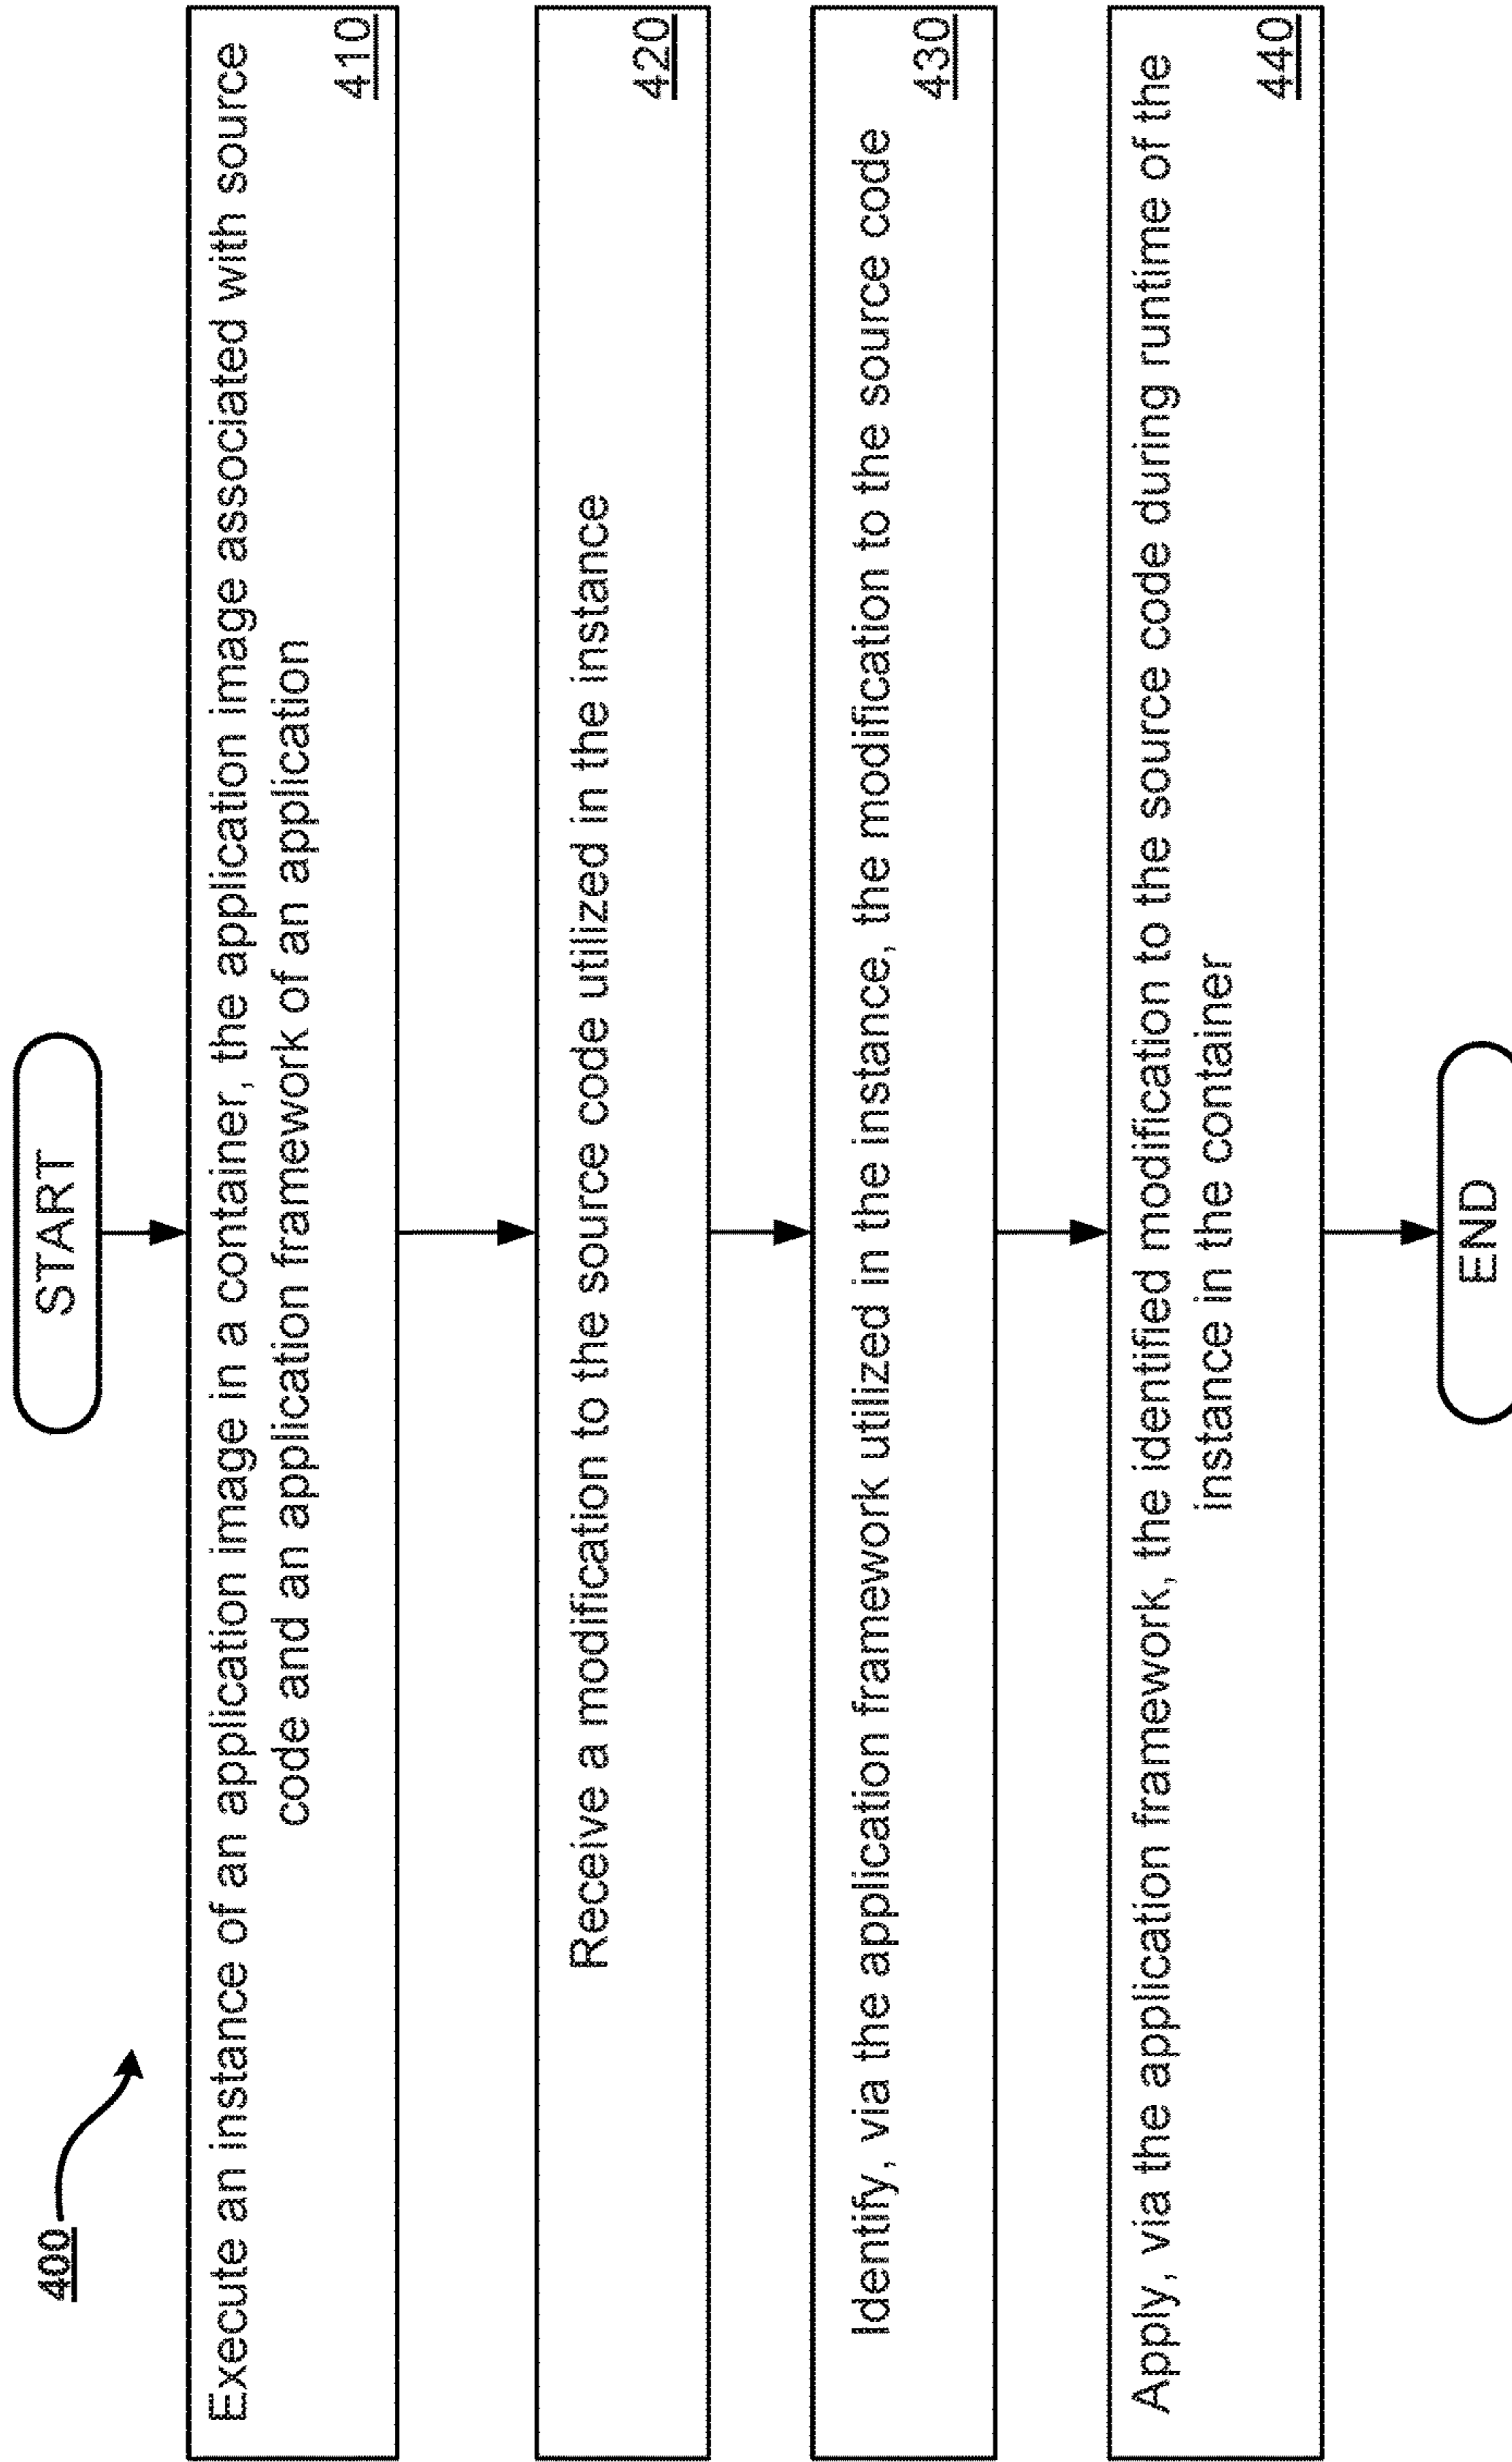 400
START
Execute an instance of an application image in a container, the application image associated with source
code and an application framework of an application
410
Receive a modification to the source code utilized in the instance
420
Identify, via the application framework utilized in the instance, the modification to the source code
430
Apply, via the application framework, the identified modification to the source code during runtime of the
instance in the container
440
END